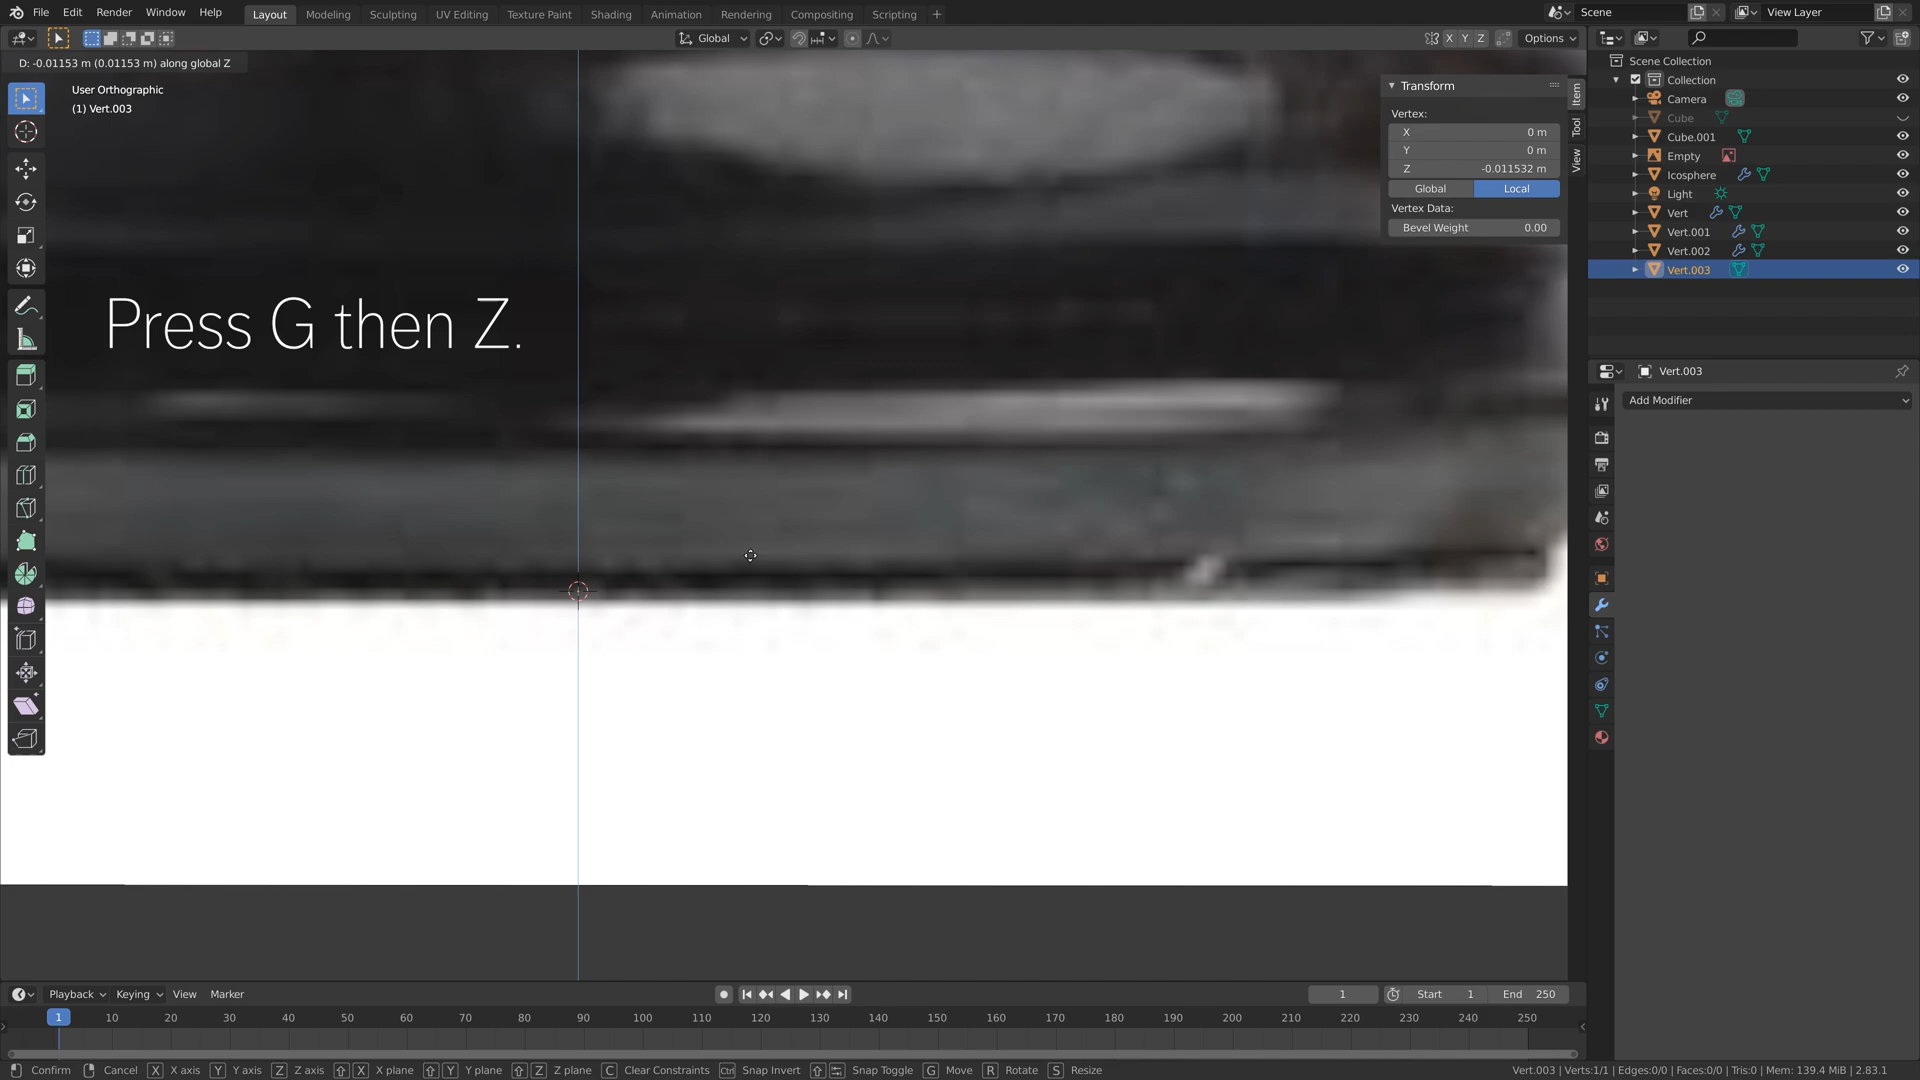 File Edit Render Window Help Layout Modeling Sculpting UV Editing Texture Paint Shading Animation Rendering Compositing Scripting + Scene View Layer
Global X Y Z Options
D: -0.01153 m (0.01153 m) along global Z
User Orthographic
(1) Vert.003
Press G then Z.
Transform
Vertex:
X 0 m
Y 0 m
Z -0.011532 m
Global Local
Vertex Data:
Bevel Weight 0.00
Item
Tool
View
Scene Collection
Collection
Camera
Cube
Cube.001
Empty
Icosphere
Light
Vert
Vert.001
Vert.002
Vert.003
Vert.003
Add Modifier
Playback Keying View Marker 1 Start 1 End 250
1 10 20 30 40 50 60 70 80 90 100 110 120 130 140 150 160 170 180 190 200 210 220 230 240 250
Confirm Cancel X X axis Y Y axis Z Z axis X X plane Y Y plane Z Z plane C Clear Constraints Ctrl Snap Invert Snap Toggle G Move R Rotate S Resize Vert.003 | Verts:1/1 | Edges:0/0 | Faces:0/0 | Tris:0 | Mem: 139.4 MiB | 2.83.1